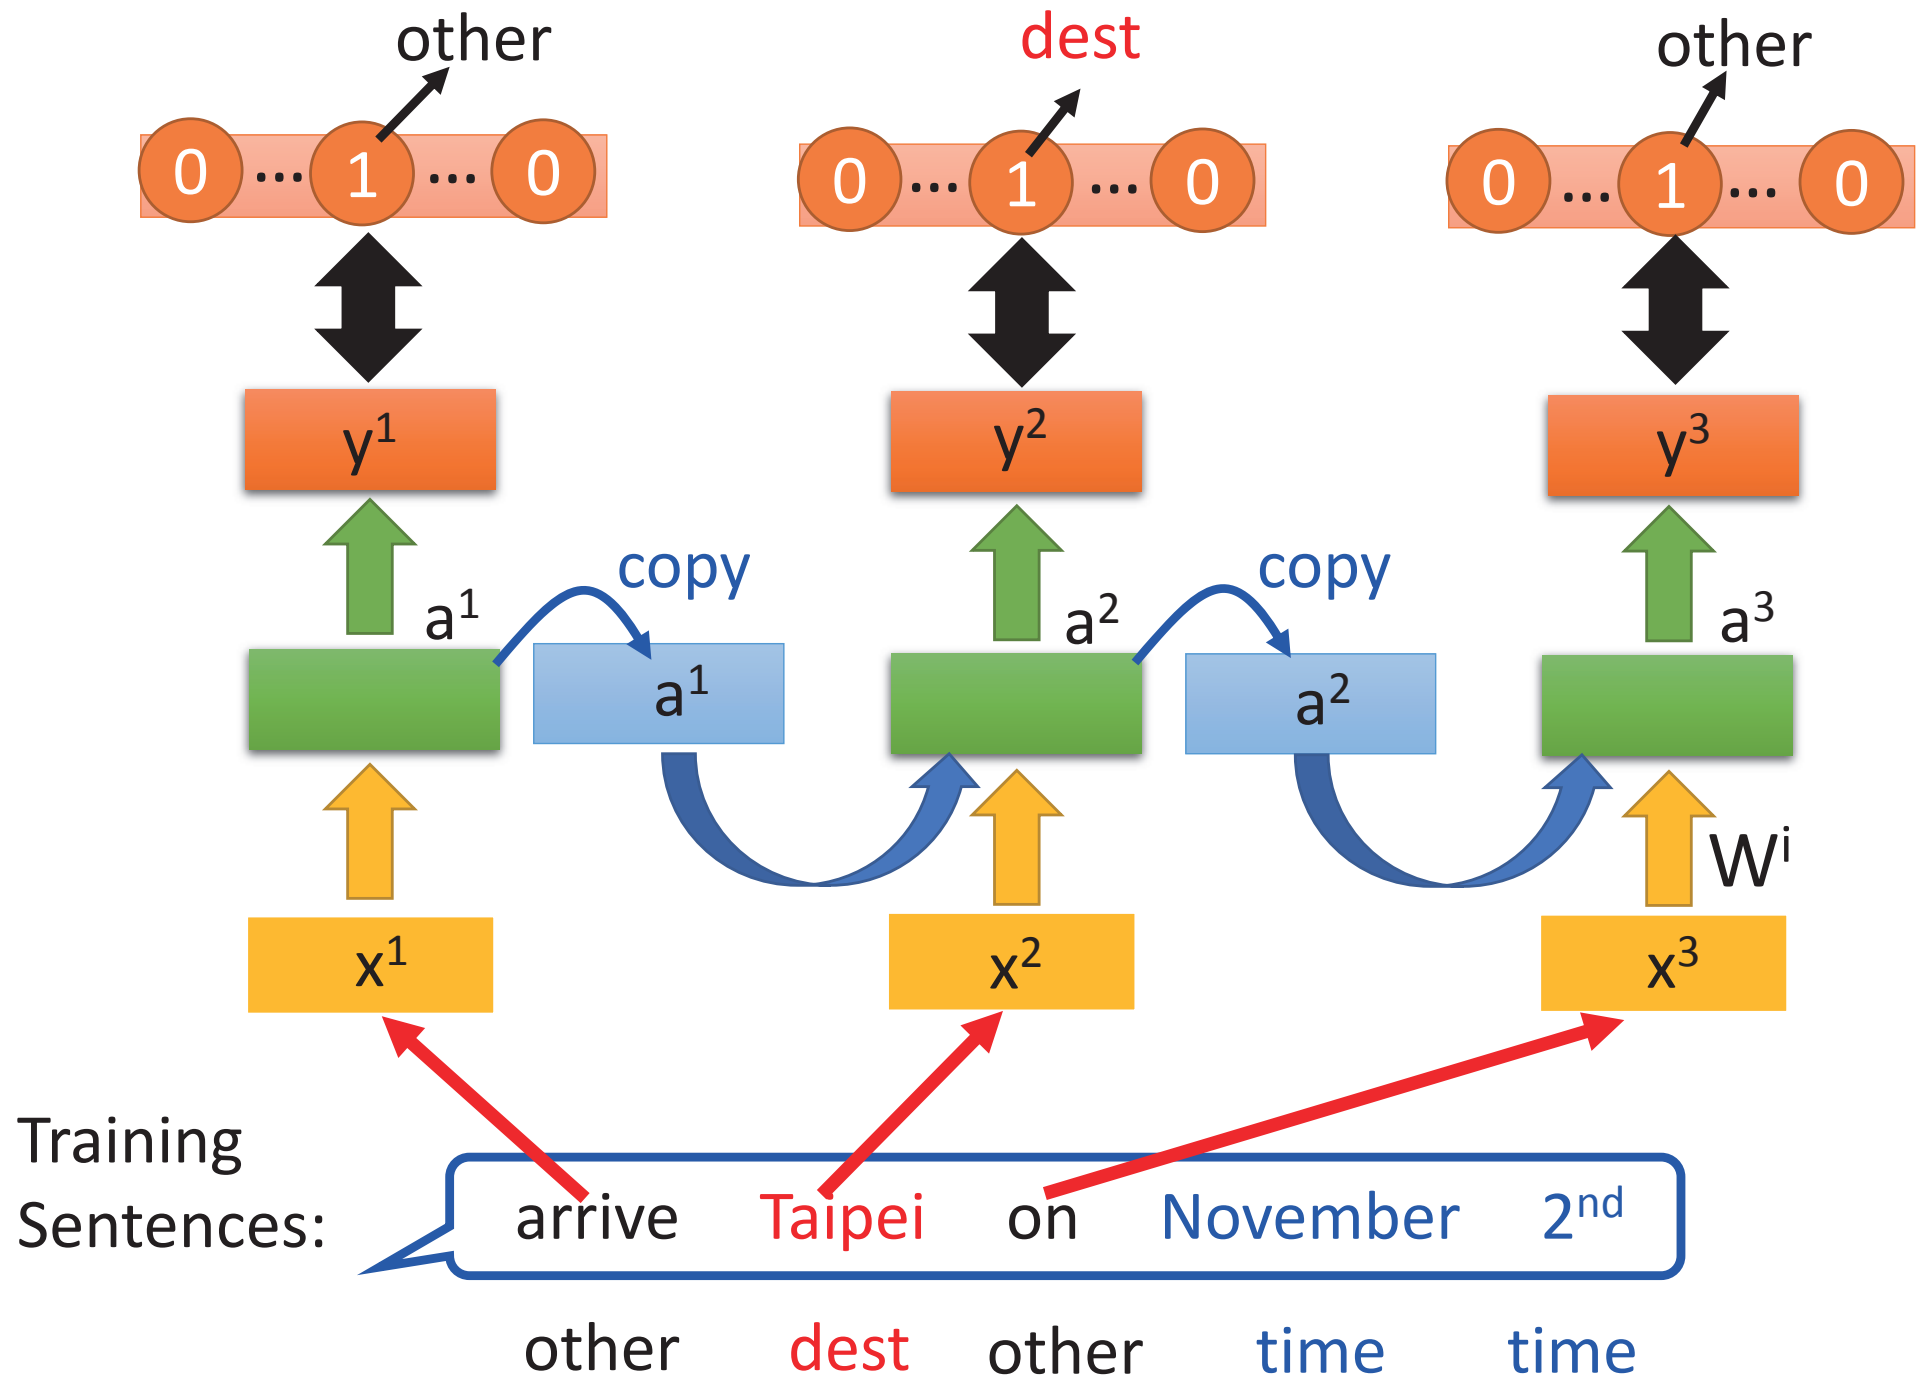 other dest other
0 ... 1 ... 0 0 ... 1 ... 0 0 ... 1 ... 0
y¹ y² y³
copy copy
a¹ a² a³
a¹ a²
Wⁱ
x¹ x² x³
Training
Sentences:
arrive Taipei on November 2ⁿᵈ
other dest other time time